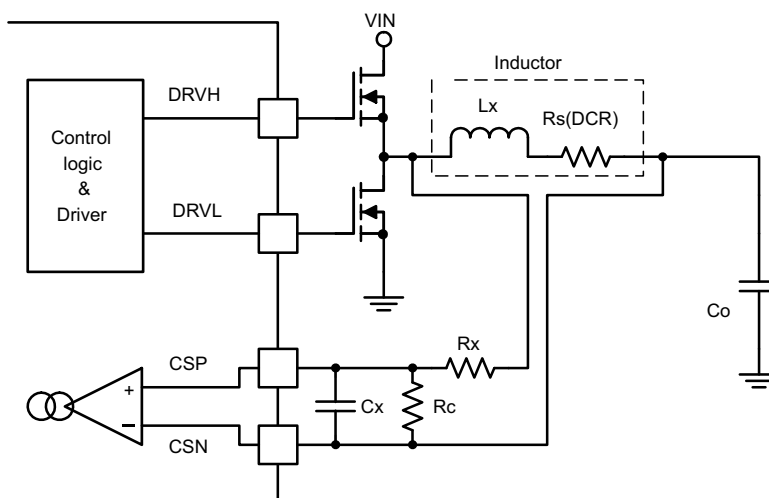 VIN
Inductor
DRVH
Lx
Rs(DCR)
Control
logic
&
Driver
DRVL
Co
CSP
Rx
+
Cx
Rc
−
CSN